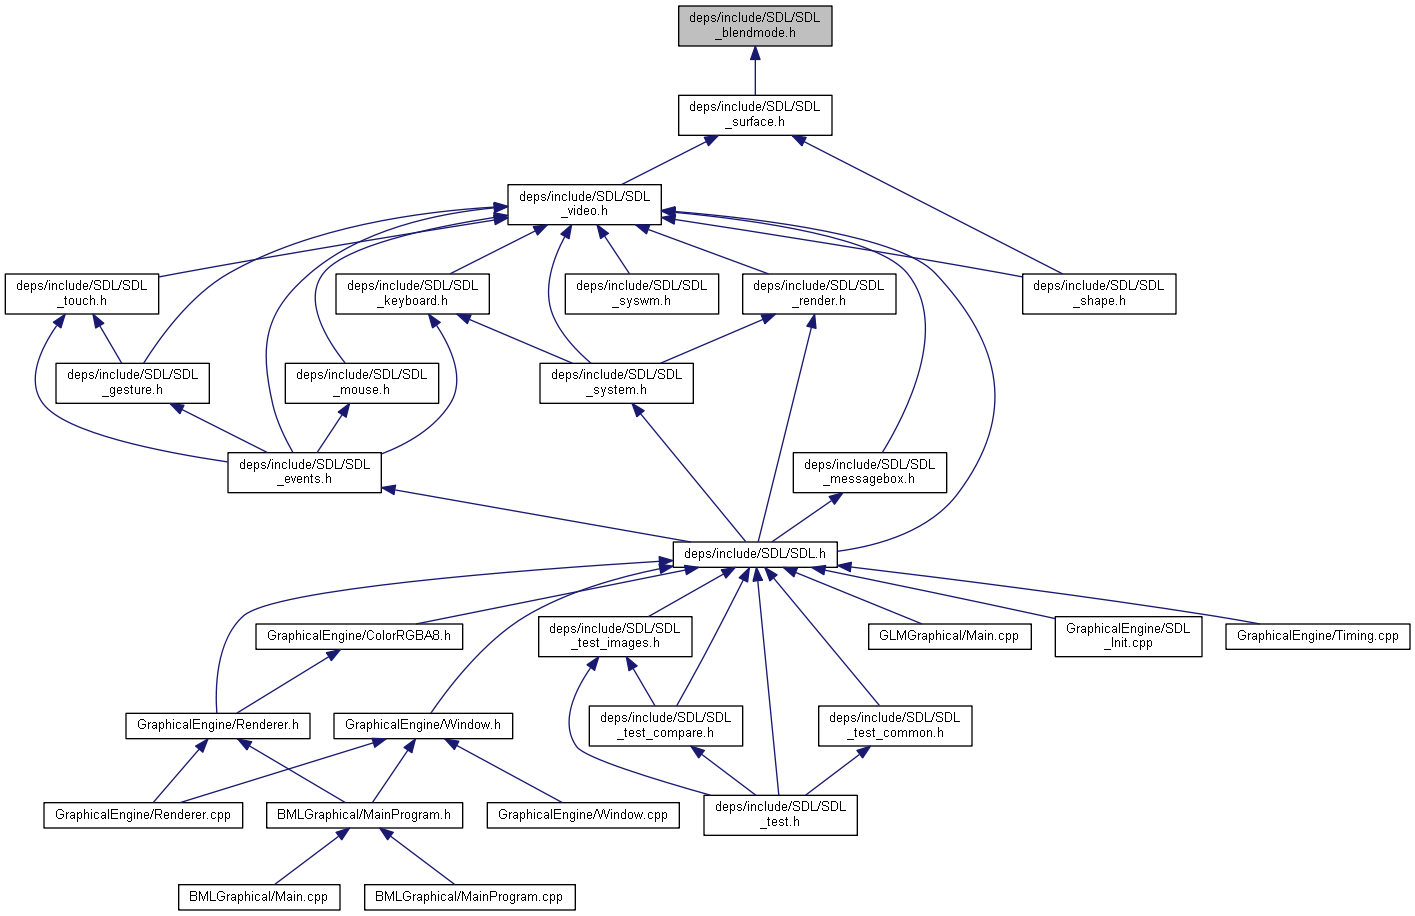 deps/include/SDL/SDL
_blendmode.h
deps/include/SDL/SDL
_surface.h
deps/include/SDL/SDL
_video.h
deps/include/SDL/SDL
_touch.h
deps/include/SDL/SDL
_keyboard.h
deps/include/SDL/SDL
_syswm.h
deps/include/SDL/SDL
_render.h
deps/include/SDL/SDL
_shape.h
deps/include/SDL/SDL
_gesture.h
deps/include/SDL/SDL
_mouse.h
deps/include/SDL/SDL
_system.h
deps/include/SDL/SDL
_events.h
deps/include/SDL/SDL
_messagebox.h
deps/include/SDL/SDL.h
GraphicalEngine/ColorRGBA8.h
deps/include/SDL/SDL
_test_images.h
GLMGraphical/Main.cpp
GraphicalEngine/SDL
_Init.cpp
GraphicalEngine/Timing.cpp
GraphicalEngine/Renderer.h
GraphicalEngine/Window.h
deps/include/SDL/SDL
_test_compare.h
deps/include/SDL/SDL
_test_common.h
GraphicalEngine/Renderer.cpp
BMLGraphical/MainProgram.h
GraphicalEngine/Window.cpp
deps/include/SDL/SDL
_test.h
BMLGraphical/Main.cpp
BMLGraphical/MainProgram.cpp